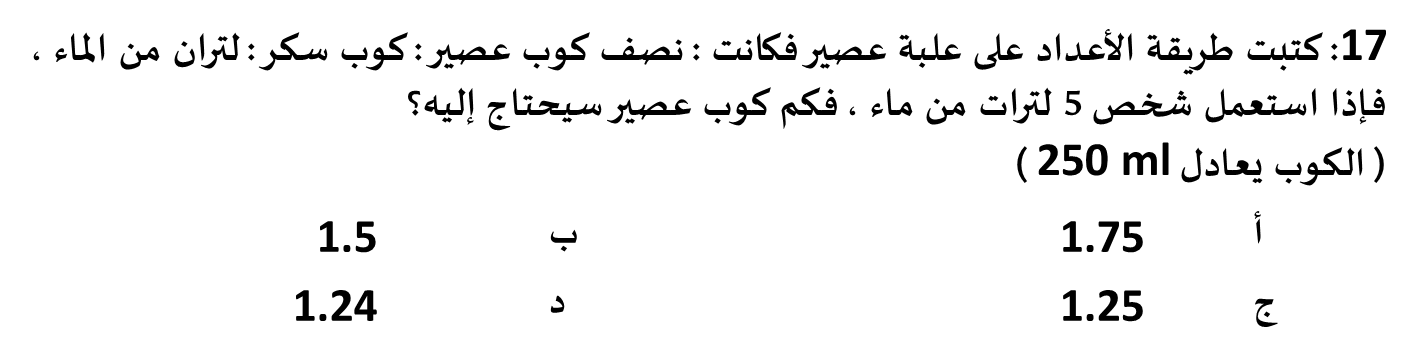 17: كتبت طريقة الأعداد على علبة عصير فكانت : نصف كوب عصير : كوب سكر : لتران من الماء ،
فإذا استعمل شخص 5 لترات من ماء ، فكم كوب عصير سيحتاج إليه؟
( الكوب يعادل 250 ml )
أ 1.75 ب 1.5
ج 1.25 د 1.24